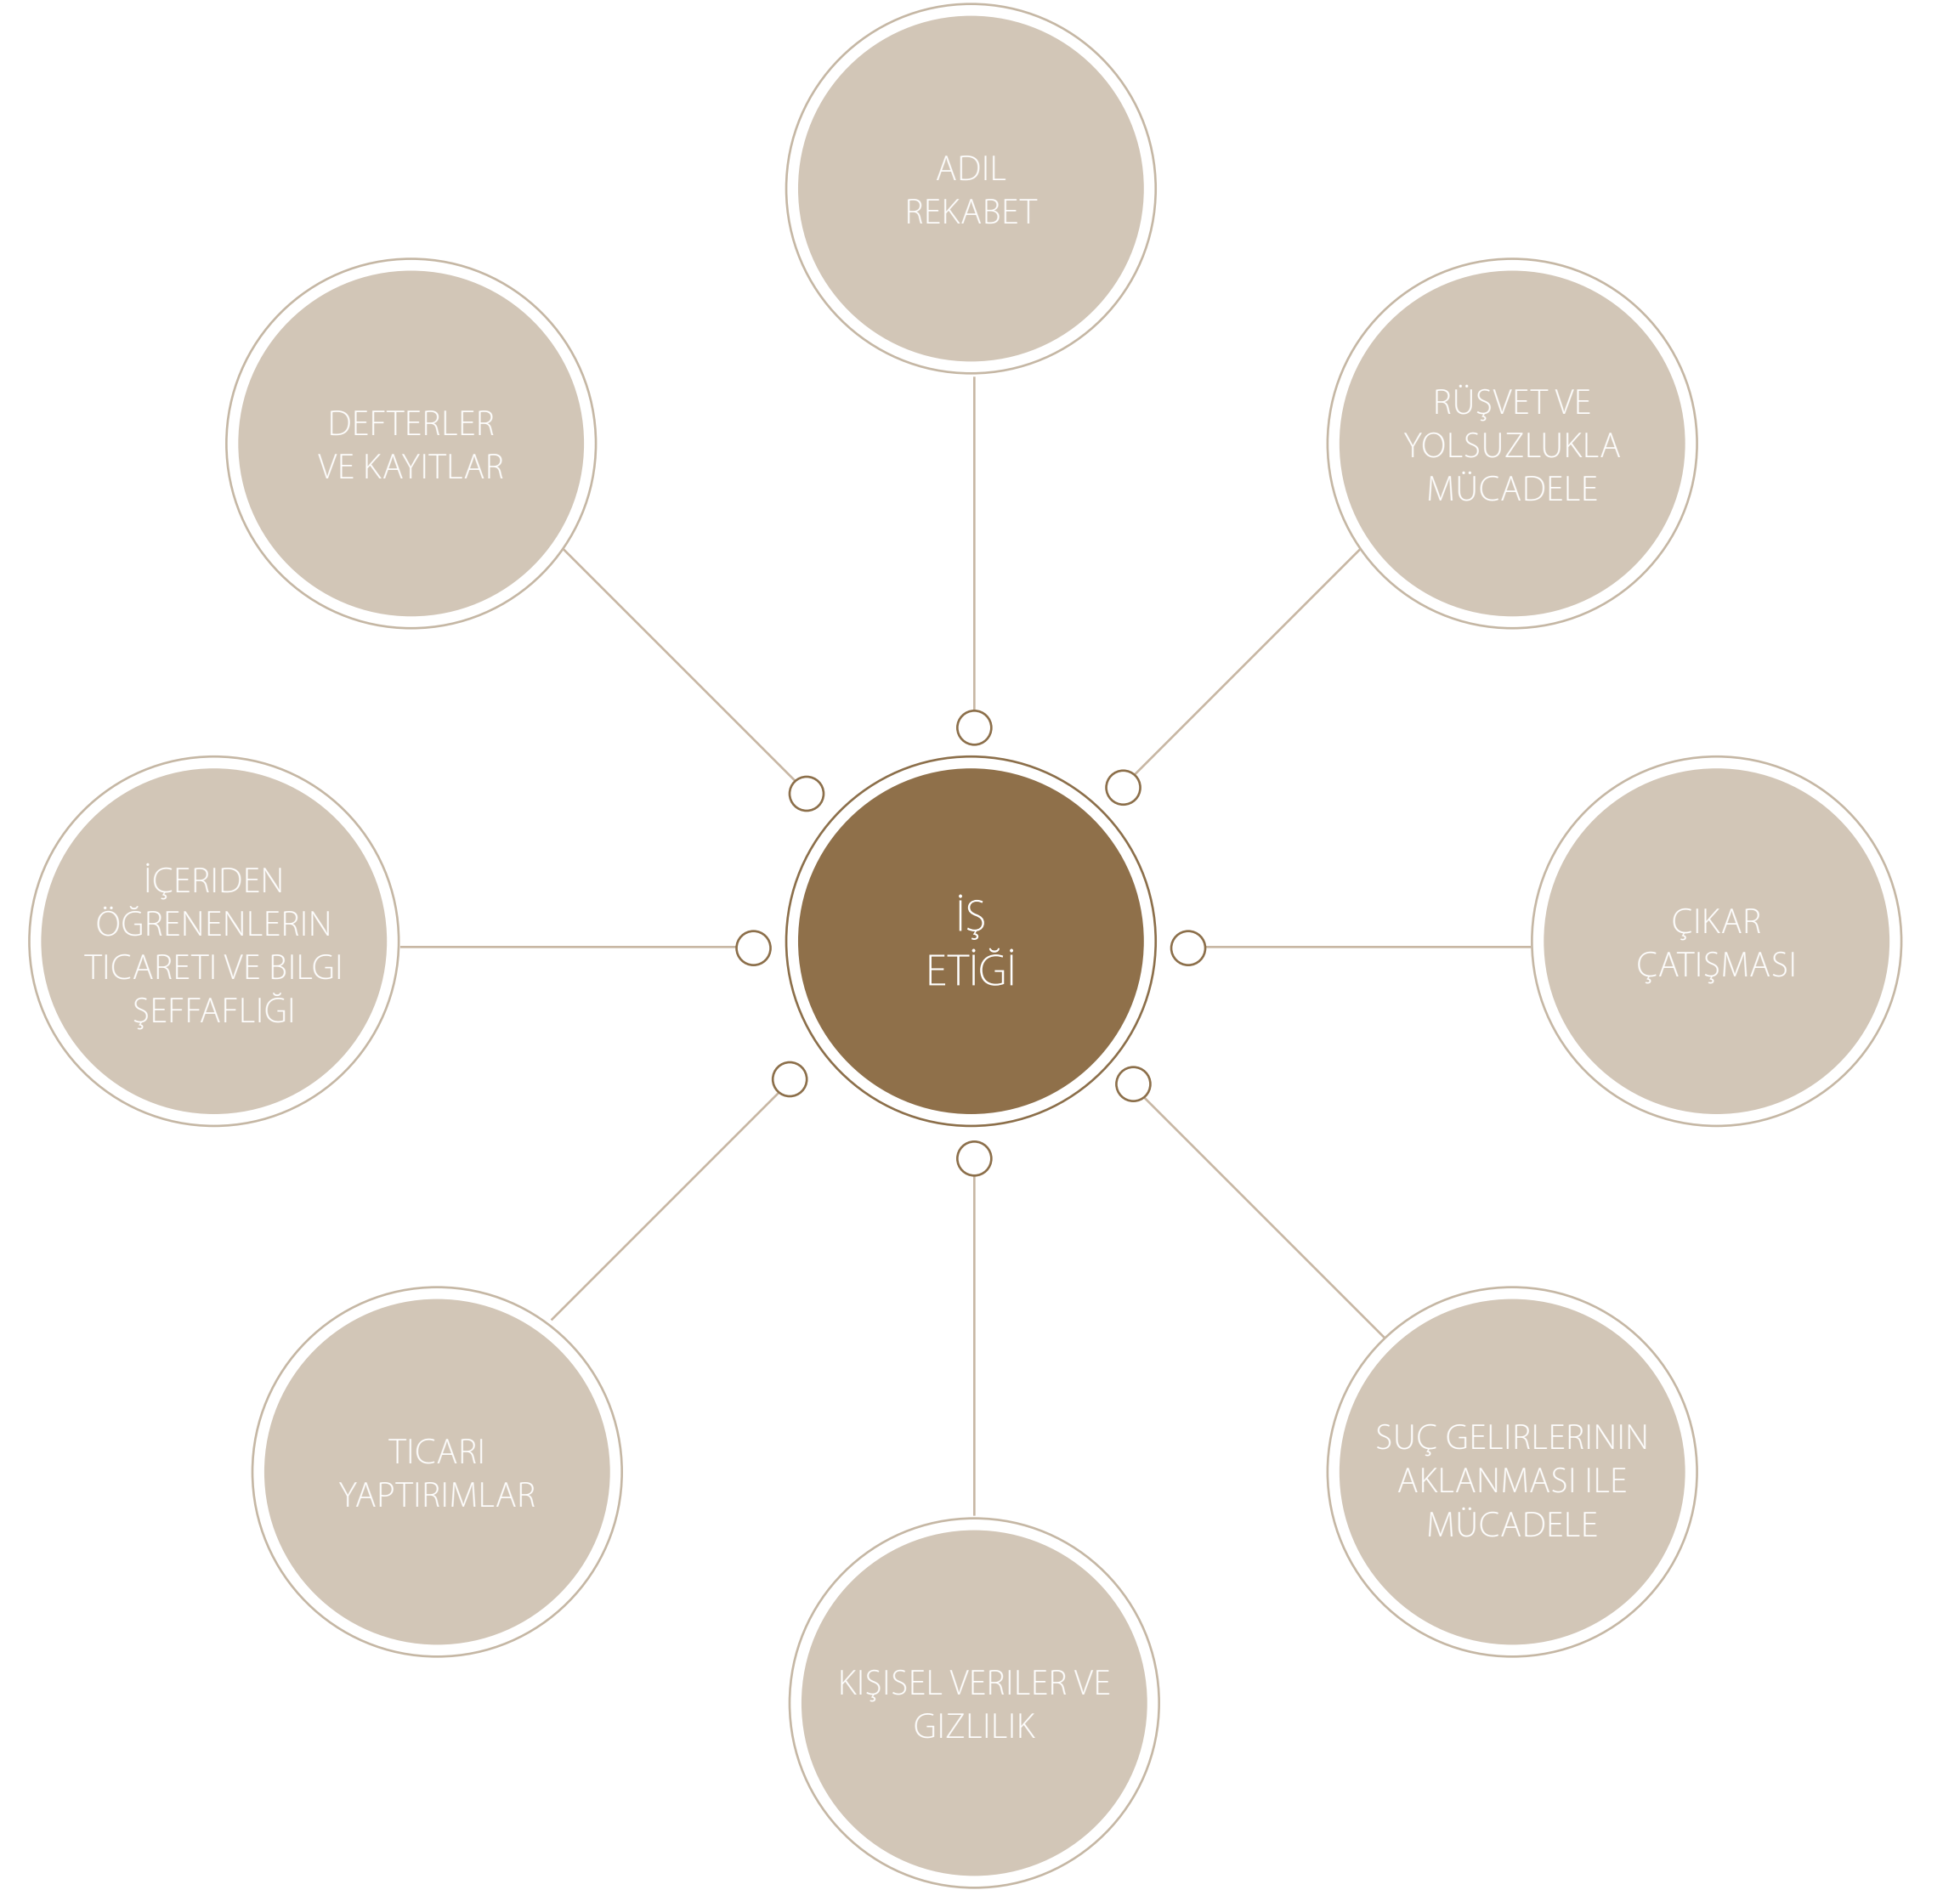 ADIL
REKABET
DEFTERLER
VE KAYITLAR
RÜŞVET VE
YOLSUZLUKLA
MÜCADELE
İÇERIDEN
ÖĞRENENLERIN
TICARETI VE BILGI
ŞEFFAFLIĞİ
İŞ
ETİĞİ
ÇIKAR
ÇATIŞMASI
TICARI
YAPTIRIMLAR
SUÇ GELIRLERININ
AKLANMASI ILE
MÜCADELE
KIŞISEL VERILER VE
GIZLILIK